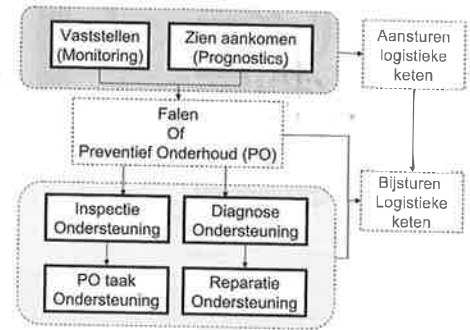 Vaststellen
(Monitoring)
Zien aankomen
(Prognostics)
Aansturen
logistieke
keten
Falen
Of
Preventief Onderhoud (PO)
Bijsturen
Logistieke
keten
Inspectie
Ondersteuning
Diagnose
Ondersteuning
PO taak
Ondersteuning
Reparatie
Ondersteuning